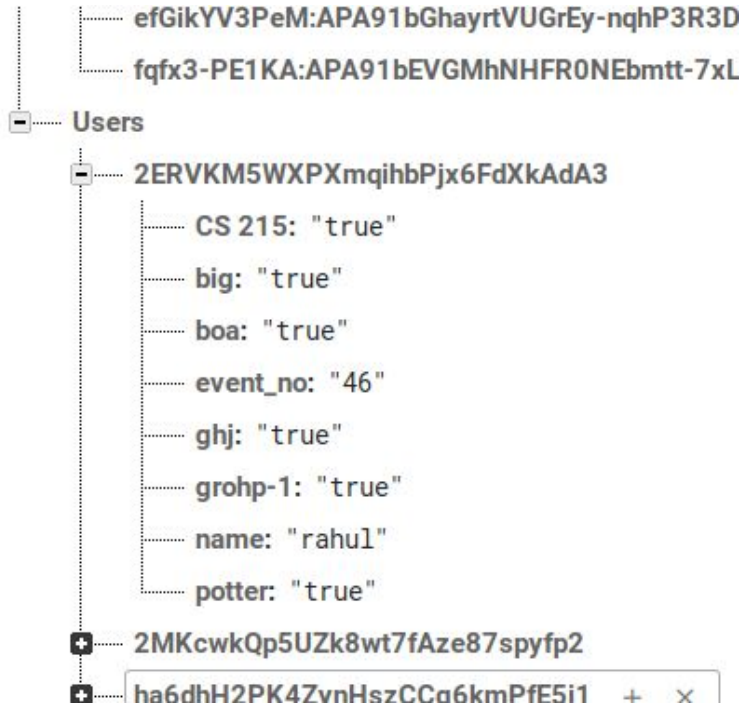 efGikYV3PeM:APA91bGhayrtVUGrEy-nqhP3R3D
fqfx3-PE1KA:APA91bEVGMhNHFR0NEbmtt-7xL
Users
2ERVKM5WXPXmqihbPjx6FdXkAdA3
CS 215: "true"
big: "true"
boa: "true"
event_no: "46"
ghj: "true"
grohp-1: "true"
name: "rahul"
potter: "true"
2MKcwkQp5UZk8wt7fAze87spyfp2
ha6dhH2PK4ZynHszCCg6kmPfE5j1